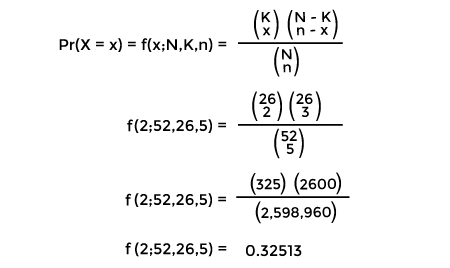 Pr(X = x) = f(x;N,K,n) = (K x) (N - K n - x) / (N n)
f(2;52,26,5) = (26 2) (26 3) / (52 5)
f (2;52,26,5) = (325) (2600) / (2,598,960)
f (2;52,26,5) = 0.32513